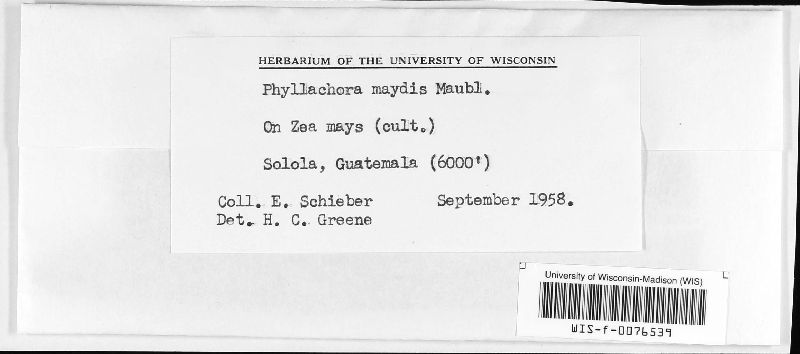 HERBARIUM OF THE UNIVERSITY OF WISCONSIN
Phyllachora maydis Maubl.
On Zea mays (cult.)
Solola, Guatemala (6000')
Coll. E. Schieber September 1958.
Det. H. C. Greene
University of Wisconsin-Madison (WIS)
WIS-f-0076539